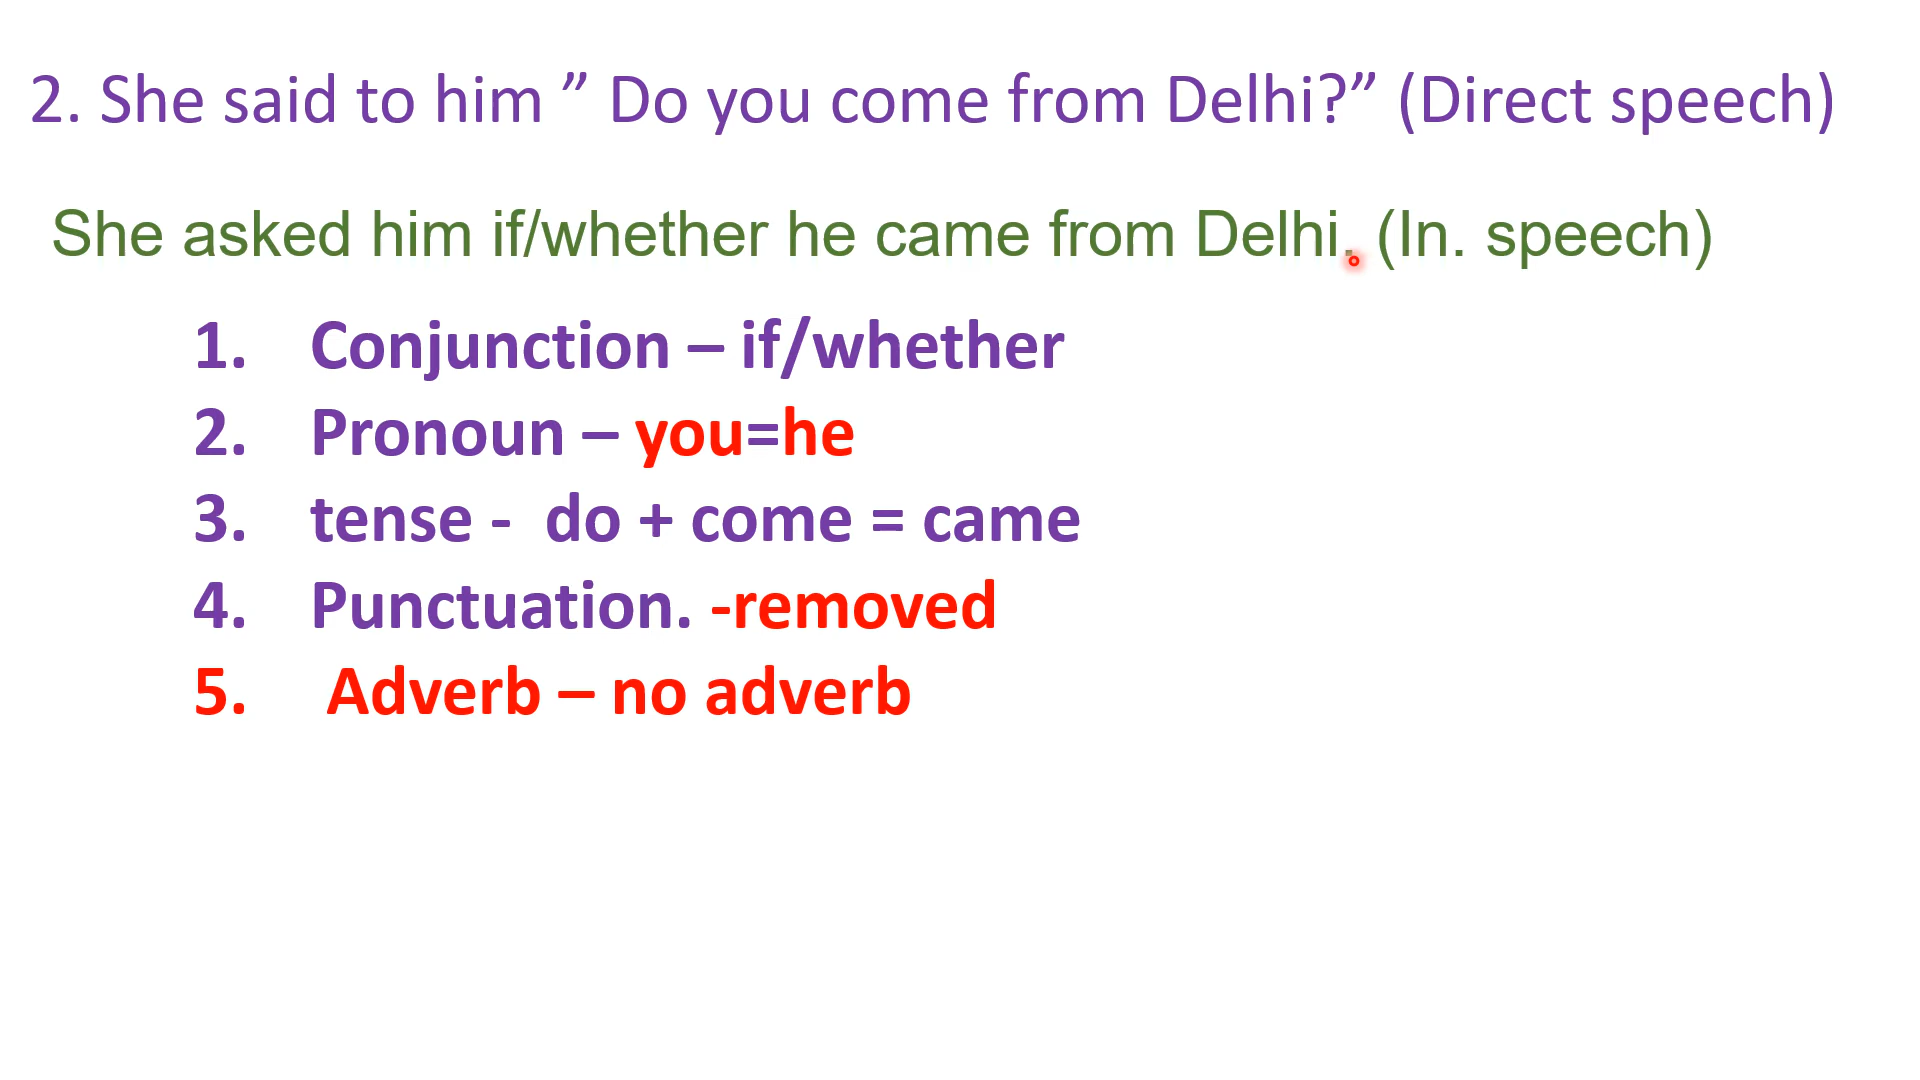 2. She said to him ” Do you come from Delhi?” (Direct speech)
She asked him if/whether he came from Delhi. (In. speech)
1. Conjunction – if/whether
2. Pronoun – you=he
3. tense - do + come = came
4. Punctuation. -removed
5. Adverb – no adverb